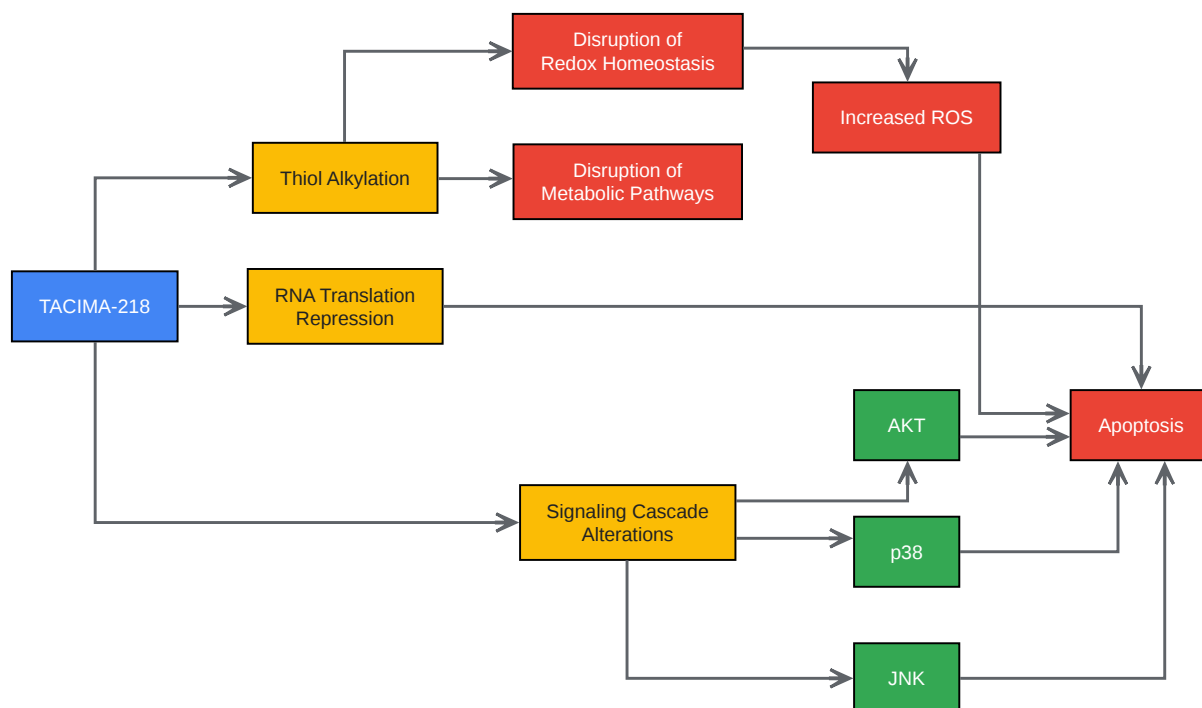 Disruption of
Redox Homeostasis
Increased ROS
Thiol Alkylation
Disruption of
Metabolic Pathways
TACIMA-218
RNA Translation
Repression
AKT
Apoptosis
Signaling Cascade
Alterations
p38
JNK